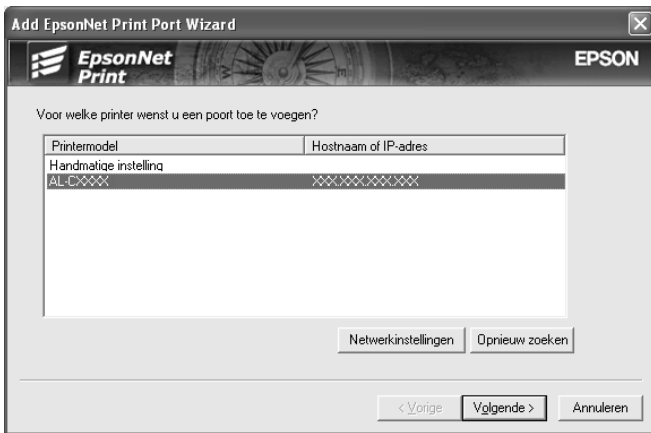 Add EpsonNet Print Port Wizard
EpsonNet
Print
EPSON
Voor welke printer wenst u een poort toe te voegen?
Printermodel Hostnaam of IP-adres
Handmatige instelling
AL-CXXXX XXX.XXX.XXX.XXX
Netwerkinstellingen Opnieuw zoeken
< Vorige Volgende > Annuleren